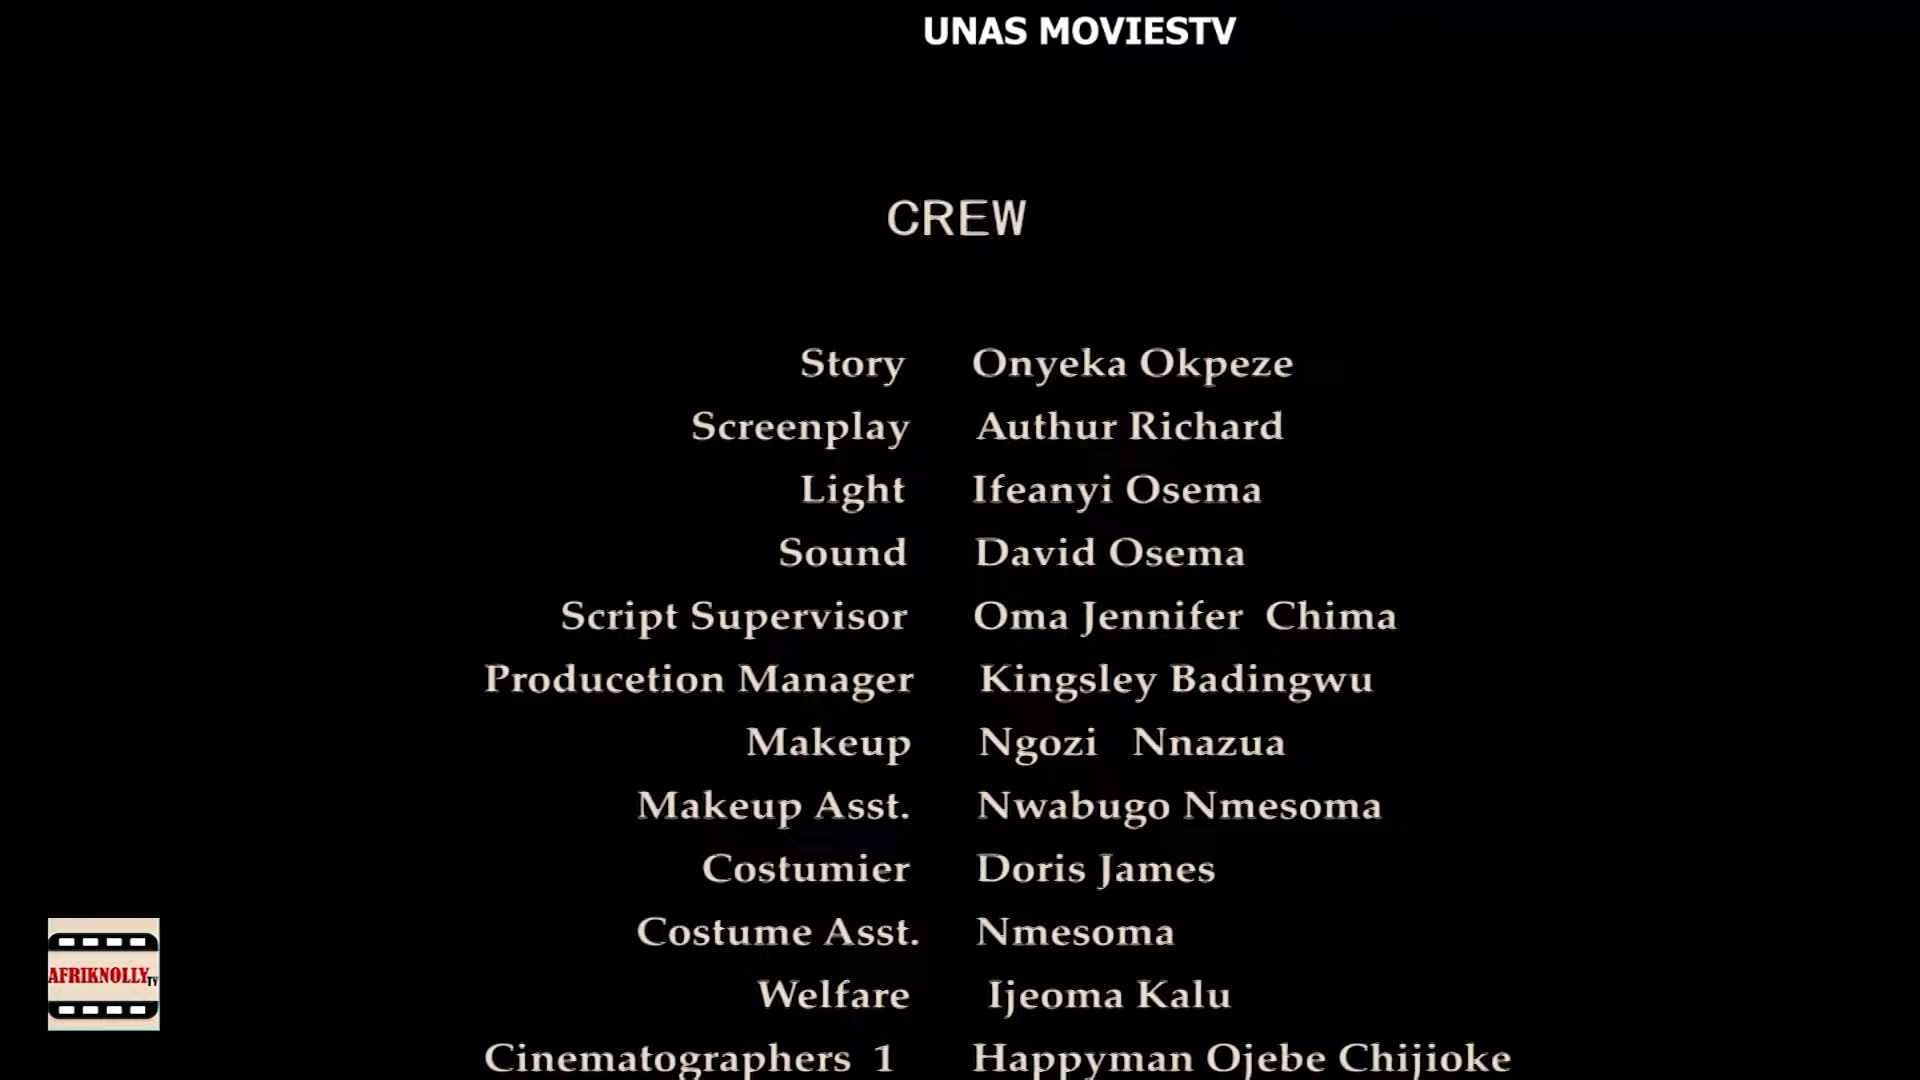 UNAS MOVIESTV
CREW
Story Onyeka Okpeze
Screenplay Authur Richard
Light Ifeanyi Osema
Sound David Osema
Script Supervisor Oma Jennifer Chima
Producetion Manager Kingsley Badingwu
Makeup Ngozi Nnazua
Makeup Asst. Nwabugo Nmesoma
Costumier Doris James
Costume Asst. Nmesoma
Welfare Ijeoma Kalu
Cinematographers 1 Happyman Ojebe Chijioke
AFRIKNOLLY TV